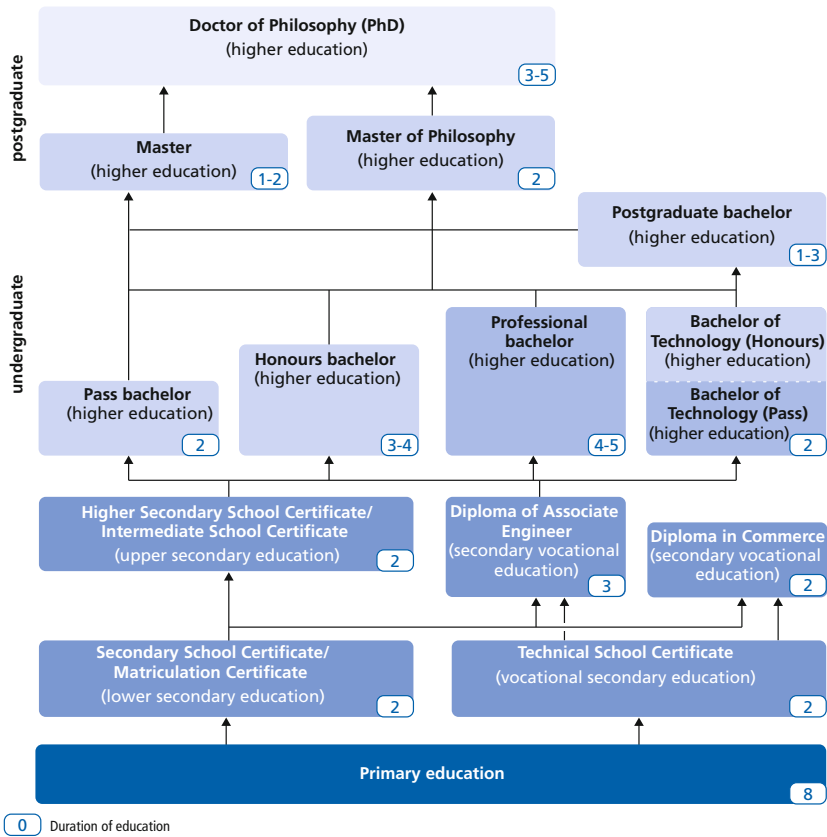 Doctor of Philosophy (PhD)
(higher education)
3-5
postgraduate
Master
(higher education)
1-2
Master of Philosophy
(higher education)
2
Postgraduate bachelor
(higher education)
1-3
undergraduate
Pass bachelor
(higher education)
2
Honours bachelor
(higher education)
3-4
Professional
bachelor
(higher education)
4-5
Bachelor of
Technology (Honours)
(higher education)
Bachelor of
Technology (Pass)
(higher education)
2
Higher Secondary School Certificate/
Intermediate School Certificate
(upper secondary education)
2
Diploma of Associate
Engineer
(secondary vocational
education)
3
Diploma in Commerce
(secondary vocational
education)
2
Secondary School Certificate/
Matriculation Certificate
(lower secondary education)
2
Technical School Certificate
(vocational secondary education)
2
Primary education
8
0 Duration of education